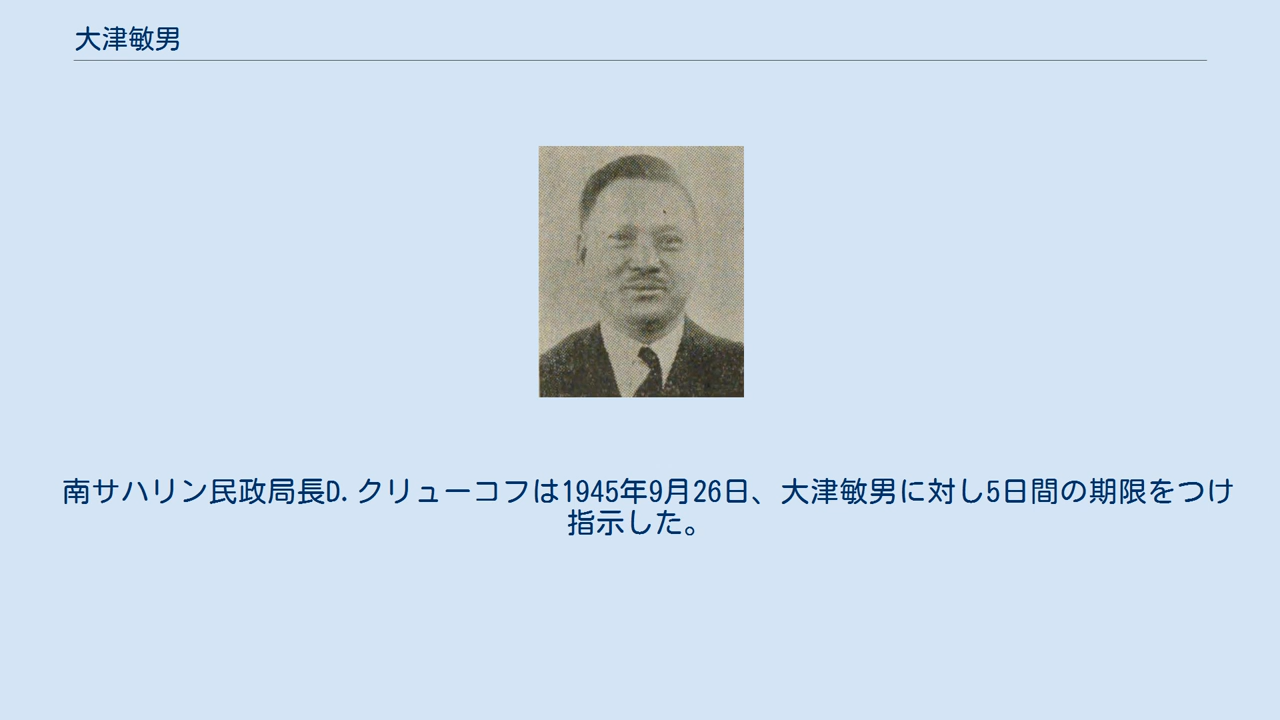 大津敏男
南サハリン民政局長D.クリューコフは1945年9月26日、大津敏男に対し5日間の期限をつけ
指示した。